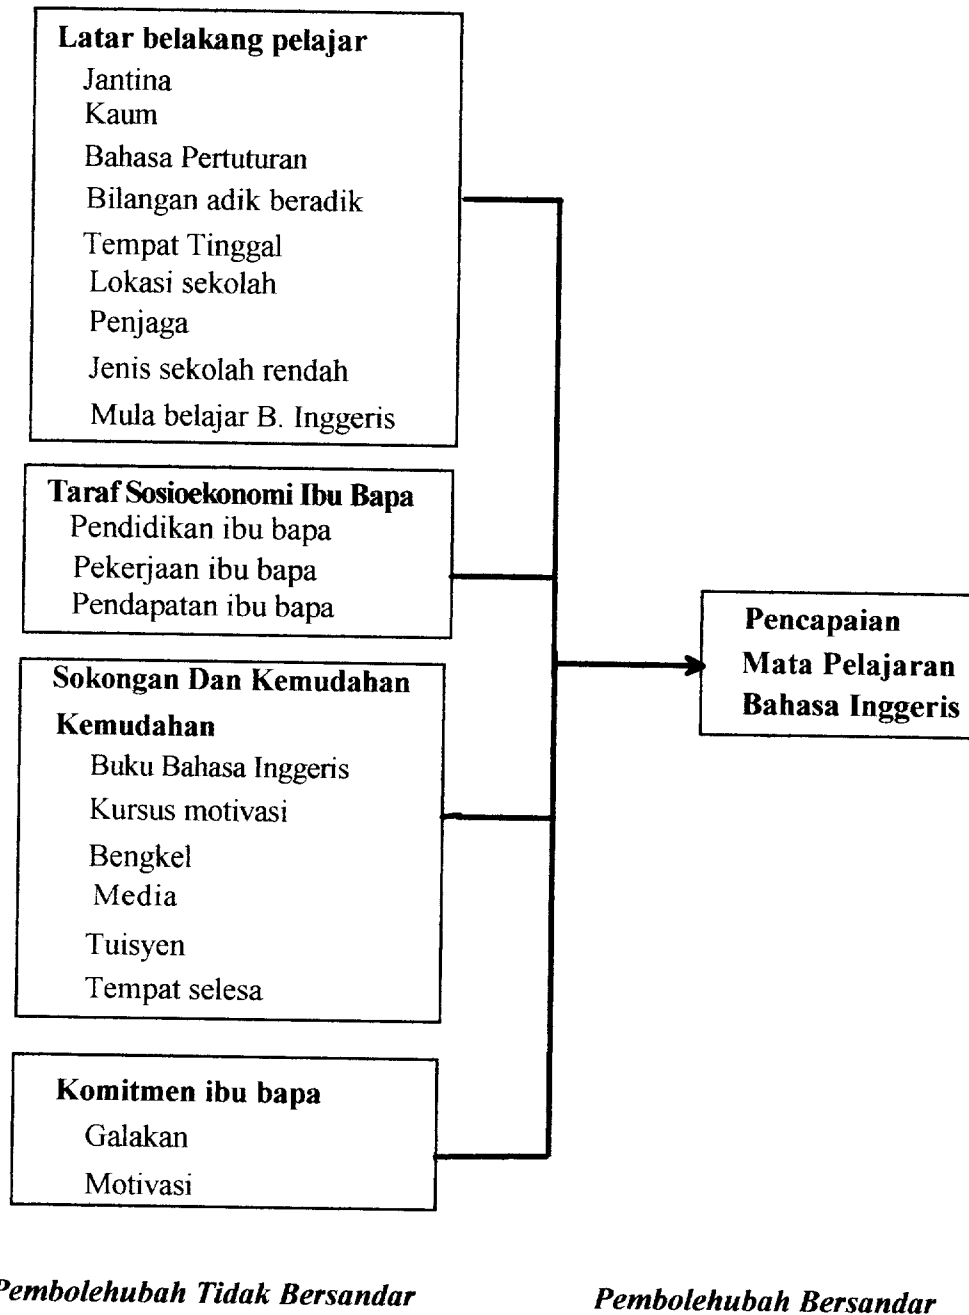 Latar belakang pelajar
Jantina
Kaum
Bahasa Pertuturan
Bilangan adik beradik
Tempat Tinggal
Lokasi sekolah
Penjaga
Jenis sekolah rendah
Mula belajar B. Inggeris
Taraf Sosioekonomi Ibu Bapa
Pendidikan ibu bapa
Pekerjaan ibu bapa
Pendapatan ibu bapa
Sokongan Dan Kemudahan
Kemudahan
Buku Bahasa Inggeris
Kursus motivasi
Bengkel
Media
Tuisyen
Tempat selesa
Komitmen ibu bapa
Galakan
Motivasi
Pencapaian
Mata Pelajaran
Bahasa Inggeris
Pembolehubah Tidak Bersandar
Pembolehubah Bersandar